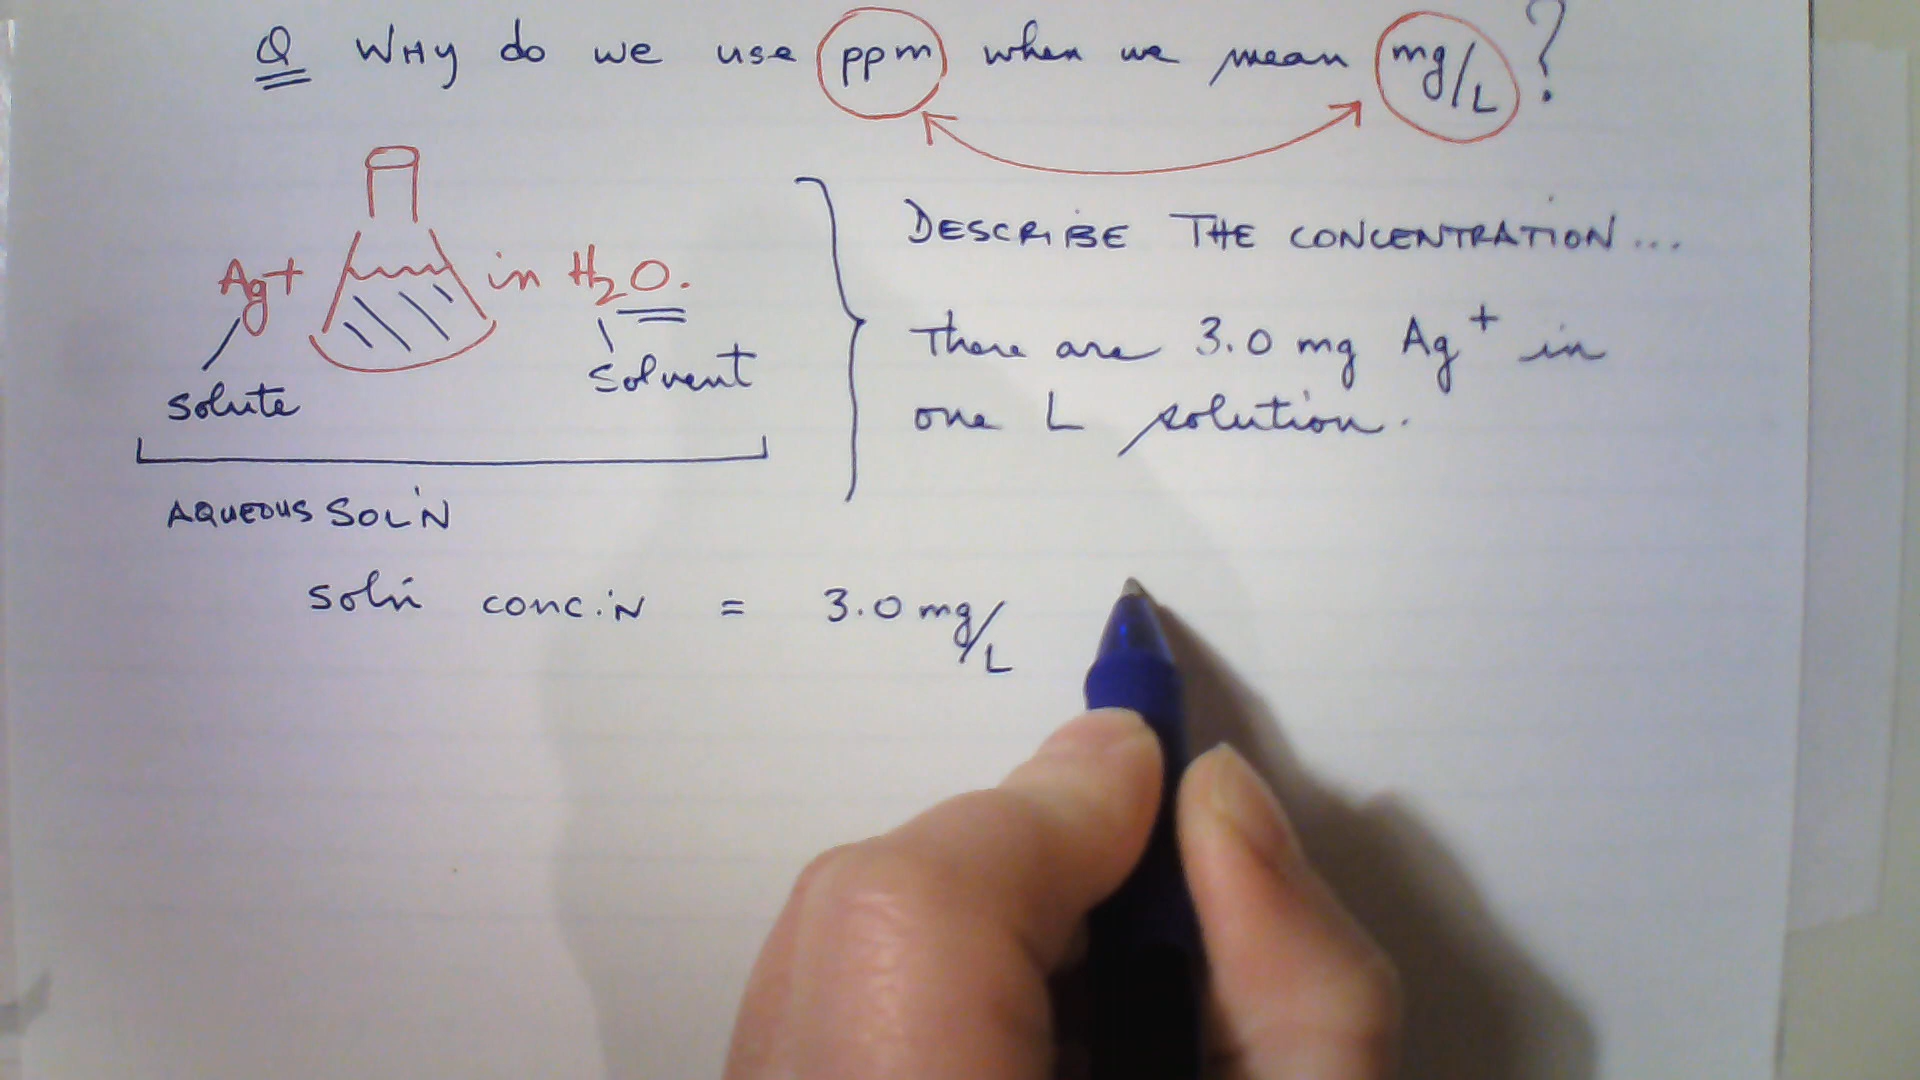 Q WHY do we use ppm when we mean mg/L ?
Ag+ in H2O.
solute
solvent
AQUEOUS SOL'N
DESCRIBE THE CONCENTRATION...
There are 3.0 mg Ag+ in
one L solution.
sol'n conc.'N = 3.0 mg/L